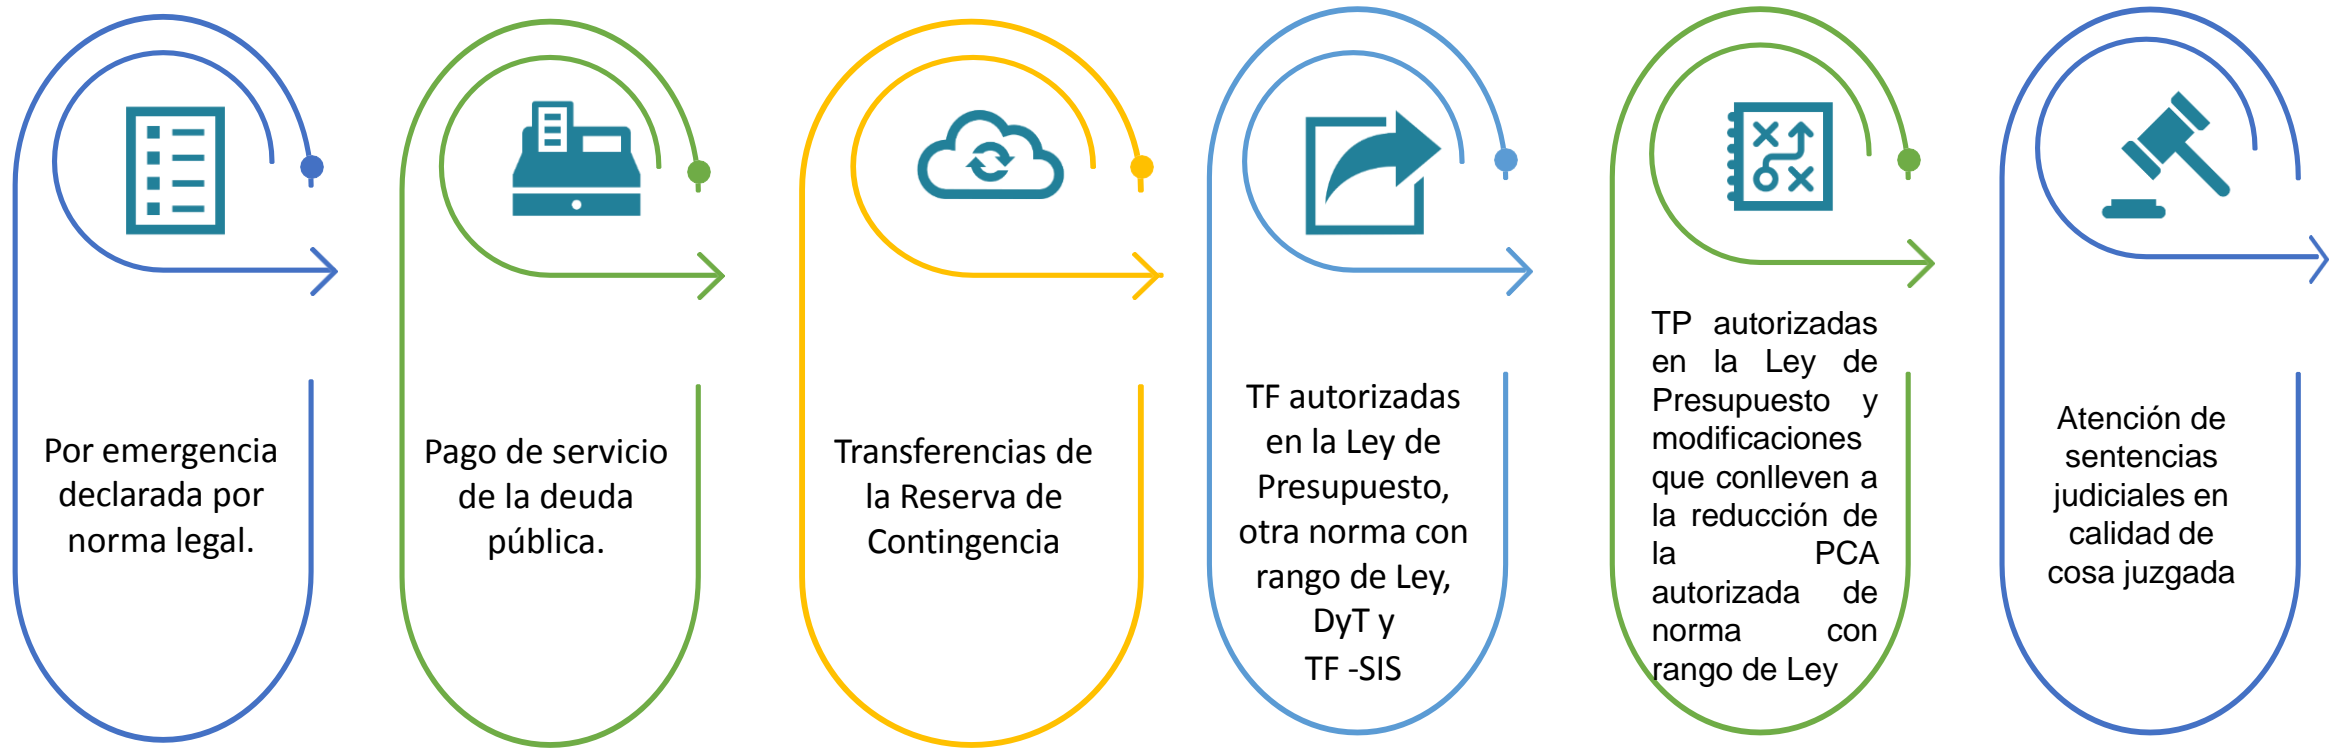 Por emergencia
declarada por
norma legal.
Pago de servicio
de la deuda
pública.
Transferencias de
la Reserva de
Contingencia
TF autorizadas
en la Ley de
Presupuesto,
otra norma con
rango de Ley,
DyT y
TF -SIS
TP autorizadas
en la Ley de
Presupuesto y
modificaciones
que conlleven a
la reducción de
la PCA
autorizada de
norma con
rango de Ley
Atención de
sentencias
judiciales en
calidad de
cosa juzgada